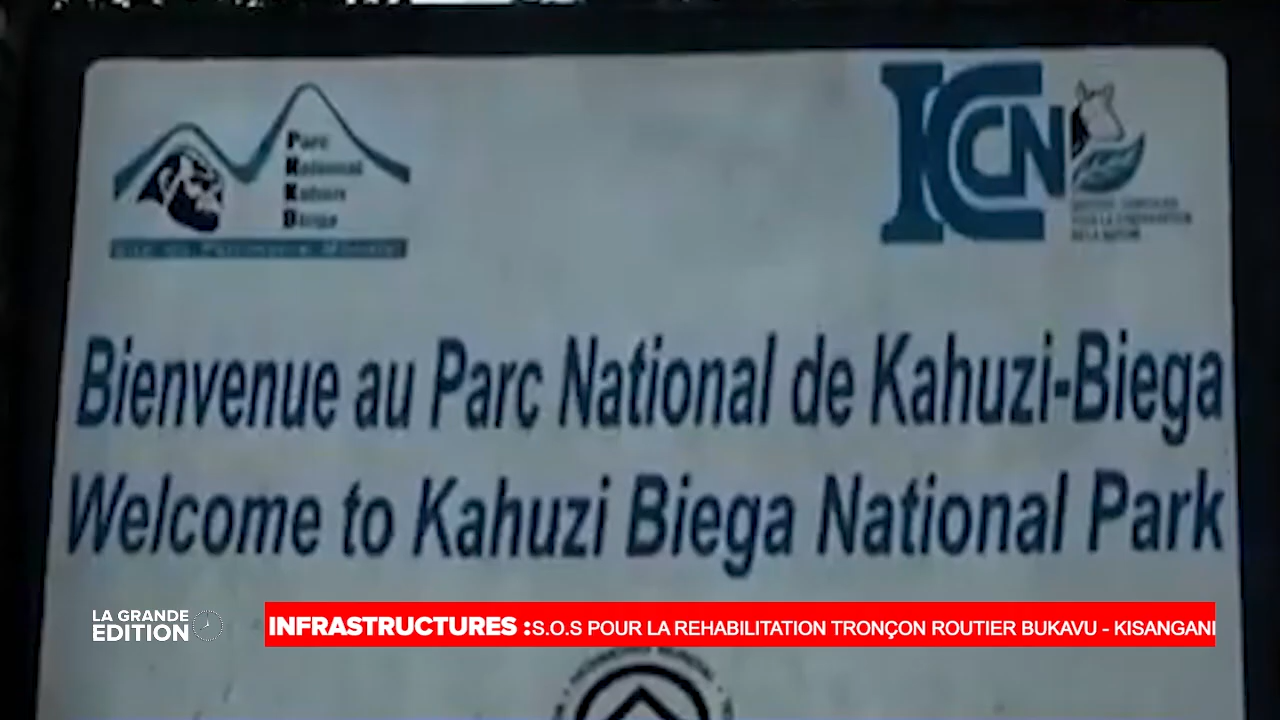 Parc
National
Kahuzi
Biega
ICCN
Bienvenue au Parc National de Kahuzi-Biega
Welcome to Kahuzi Biega National Park
LA GRANDE
EDITION
INFRASTRUCTURES :S.O.S POUR LA REHABILITATION TRONÇON ROUTIER BUKAVU - KISANGANI